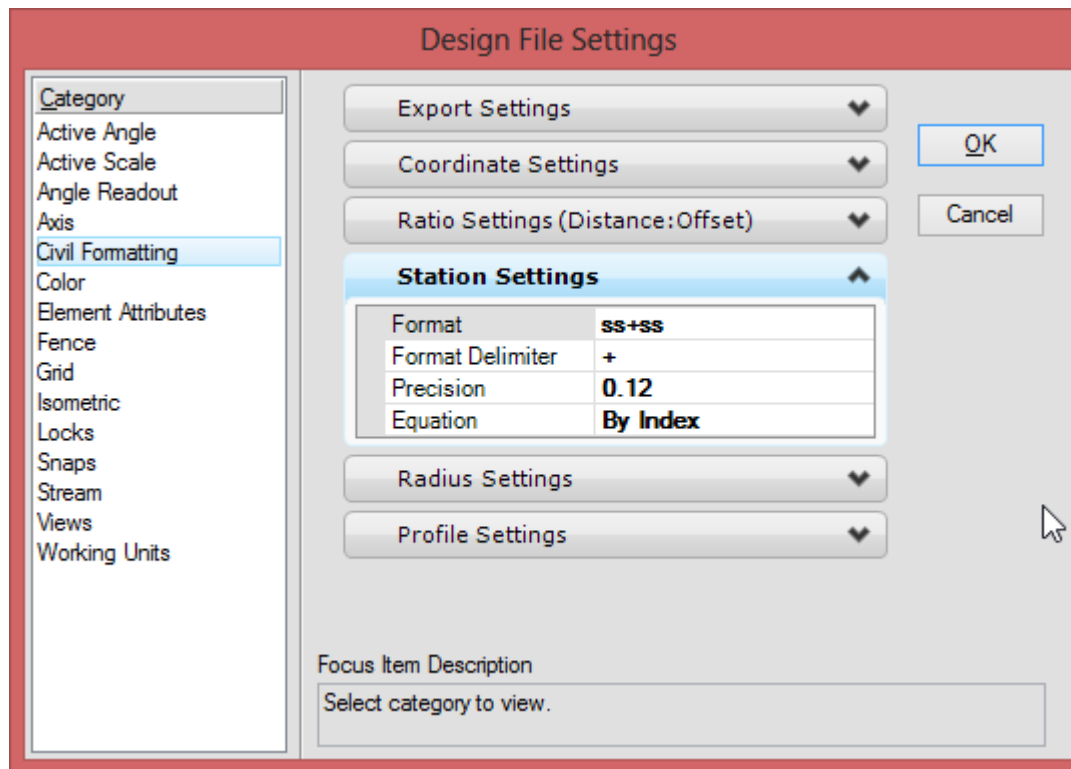 Design File Settings
Category
Active Angle
Active Scale
Angle Readout
Axis
Civil Formatting
Color
Element Attributes
Fence
Grid
Isometric
Locks
Snaps
Stream
Views
Working Units
Export Settings
Coordinate Settings
Ratio Settings (Distance:Offset)
Station Settings
Format ss+ss
Format Delimiter +
Precision 0.12
Equation By Index
Radius Settings
Profile Settings
OK
Cancel
Focus Item Description
Select category to view.